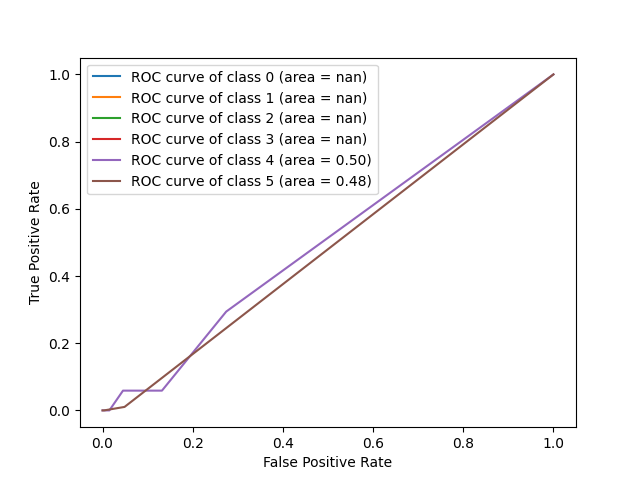 ROC curve of class 0 (area = nan)
ROC curve of class 1 (area = nan)
ROC curve of class 2 (area = nan)
ROC curve of class 3 (area = nan)
ROC curve of class 4 (area = 0.50)
ROC curve of class 5 (area = 0.48)
True Positive Rate
1.0
0.8
0.6
0.4
0.2
0.0
0.0 0.2 0.4 0.6 0.8 1.0
False Positive Rate